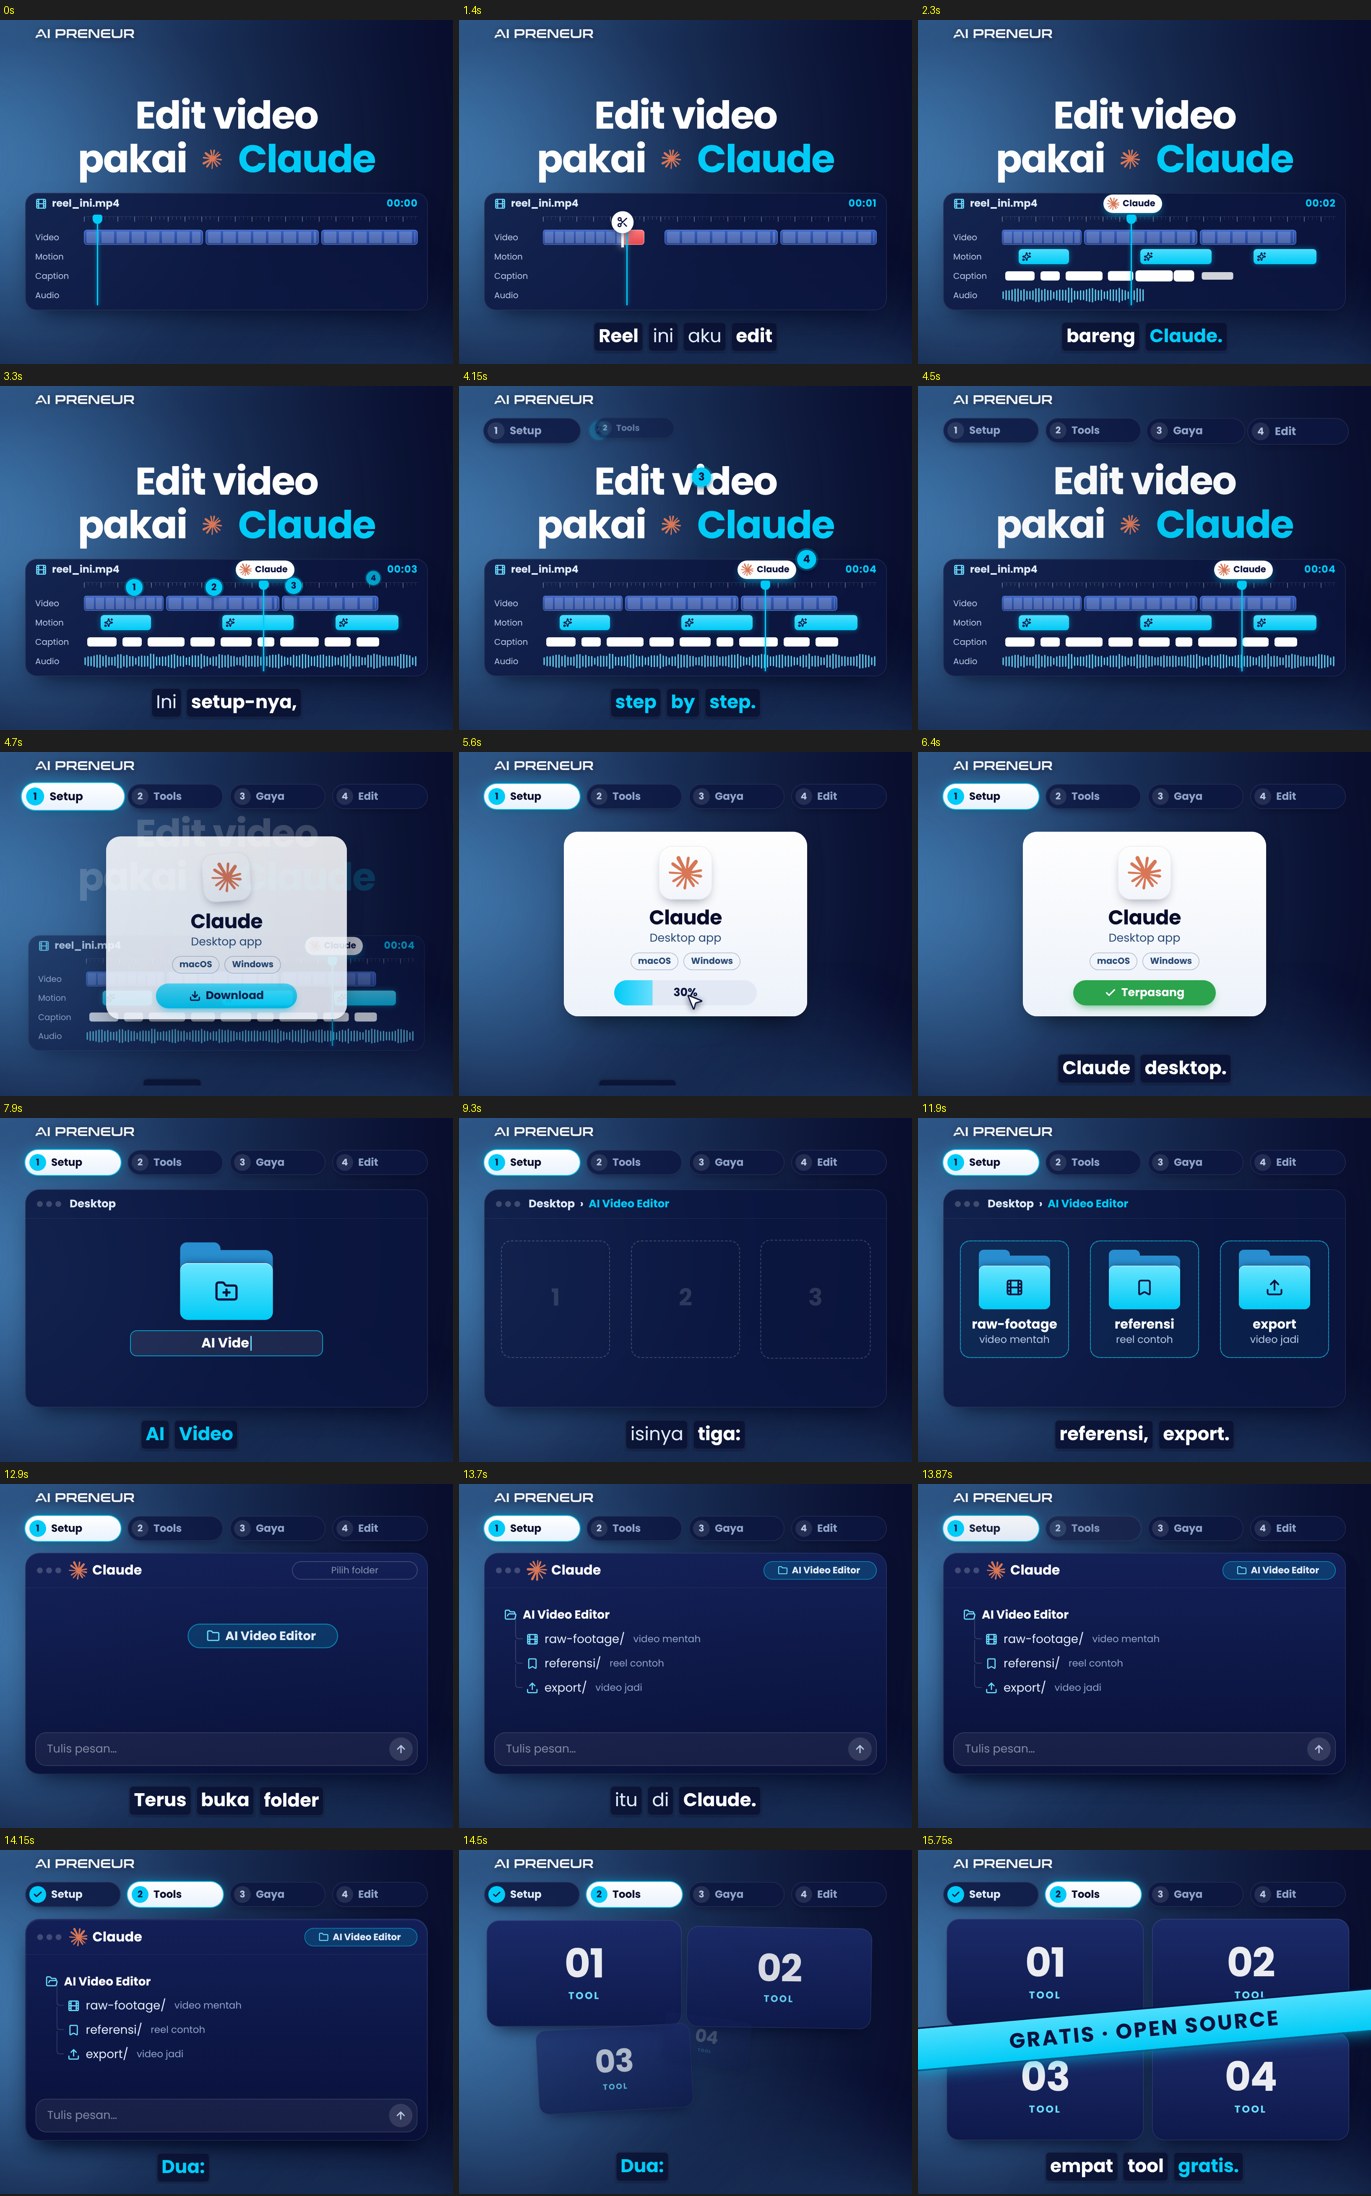 0s
AI PRENEUR
Edit video
pakai Claude
reel_ini.mp4 00:00
Video
Motion
Caption
Audio
1.4s
AI PRENEUR
Edit video
pakai Claude
reel_ini.mp4 00:01
Video
Motion
Caption
Audio
Reel ini aku edit
2.3s
AI PRENEUR
Edit video
pakai Claude
reel_ini.mp4 Claude 00:02
Video
Motion
Caption
Audio
bareng Claude.
3.3s
AI PRENEUR
Edit video
pakai Claude
reel_ini.mp4 Claude 00:03
1 2 3 4
Video
Motion
Caption
Audio
Ini setup-nya,
4.15s
AI PRENEUR
1 Setup 2 Tools
Edit video
3
pakai Claude
4
reel_ini.mp4 Claude 00:04
Video
Motion
Caption
Audio
step by step.
4.5s
AI PRENEUR
1 Setup 2 Tools 3 Gaya 4 Edit
Edit video
pakai Claude
reel_ini.mp4 Claude 00:04
Video
Motion
Caption
Audio
4.7s
AI PRENEUR
1 Setup 2 Tools 3 Gaya 4 Edit
Edit video
pakai Claude
Claude
Desktop app
macOS Windows
Download
reel_ini.mp4 Claude 00:04
Video
Motion
Caption
Audio
5.6s
AI PRENEUR
1 Setup 2 Tools 3 Gaya 4 Edit
Claude
Desktop app
macOS Windows
30%
6.4s
AI PRENEUR
1 Setup 2 Tools 3 Gaya 4 Edit
Claude
Desktop app
macOS Windows
Terpasang
Claude desktop.
7.9s
AI PRENEUR
1 Setup 2 Tools 3 Gaya 4 Edit
Desktop
AI Vide
AI Video
9.3s
AI PRENEUR
1 Setup 2 Tools 3 Gaya 4 Edit
Desktop › AI Video Editor
1 2 3
isinya tiga:
11.9s
AI PRENEUR
1 Setup 2 Tools 3 Gaya 4 Edit
Desktop › AI Video Editor
raw-footage referensi export
video mentah reel contoh video jadi
referensi, export.
12.9s
AI PRENEUR
1 Setup 2 Tools 3 Gaya 4 Edit
Claude Pilih folder
AI Video Editor
Tulis pesan...
Terus buka folder
13.7s
AI PRENEUR
1 Setup 2 Tools 3 Gaya 4 Edit
Claude AI Video Editor
AI Video Editor
raw-footage/ video mentah
referensi/ reel contoh
export/ video jadi
Tulis pesan...
itu di Claude.
13.87s
AI PRENEUR
1 Setup 2 Tools 3 Gaya 4 Edit
Claude AI Video Editor
AI Video Editor
raw-footage/ video mentah
referensi/ reel contoh
export/ video jadi
Tulis pesan...
14.15s
AI PRENEUR
Setup 2 Tools 3 Gaya 4 Edit
Claude AI Video Editor
AI Video Editor
raw-footage/ video mentah
referensi/ reel contoh
export/ video jadi
Tulis pesan...
Dua:
14.5s
AI PRENEUR
Setup 2 Tools 3 Gaya 4 Edit
01 02
TOOL TOOL
03 04
TOOL
Dua:
15.75s
AI PRENEUR
Setup 2 Tools 3 Gaya 4 Edit
01 02
TOOL TOOL
GRATIS · OPEN SOURCE
03 04
TOOL TOOL
empat tool gratis.